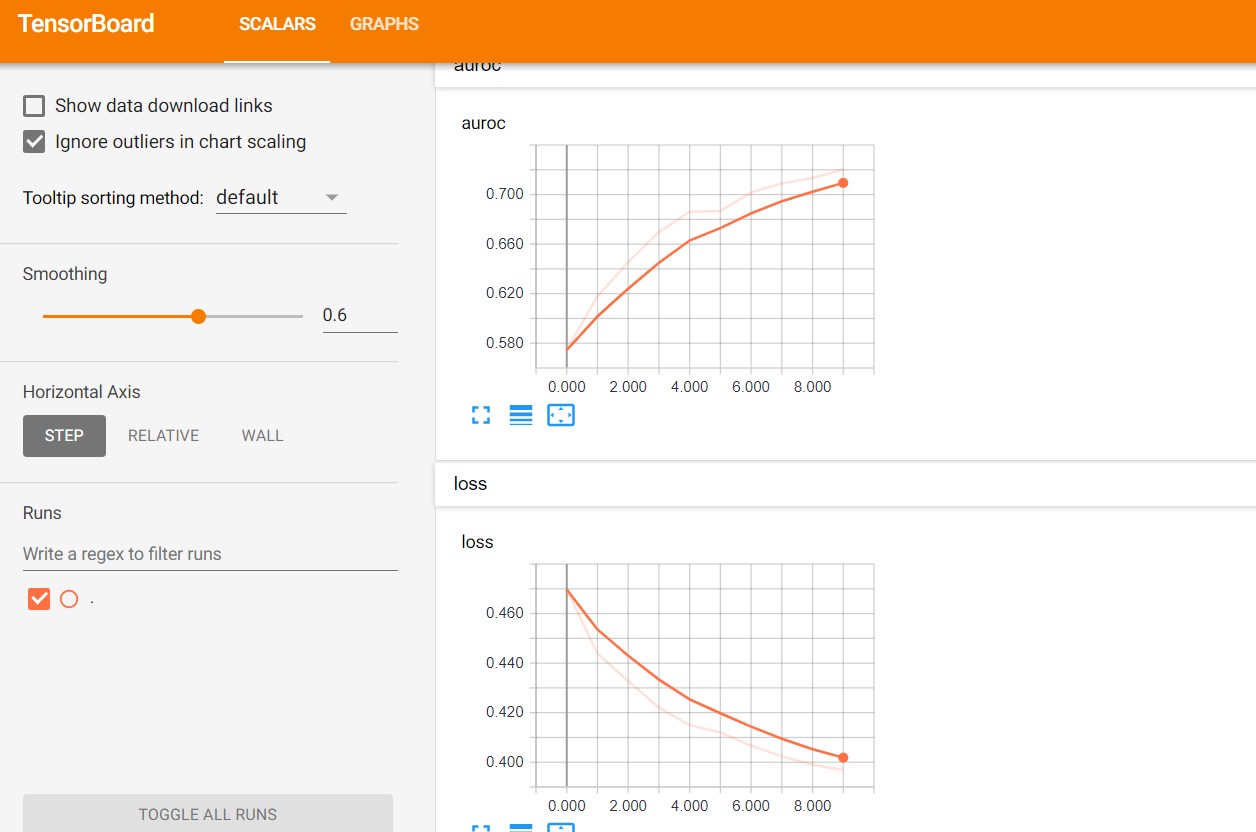 TensorBoard SCALARS GRAPHS
Show data download links
Ignore outliers in chart scaling
Tooltip sorting method: default
Smoothing
0.6
Horizontal Axis
STEP RELATIVE WALL
Runs
Write a regex to filter runs
.
TOGGLE ALL RUNS
auroc
auroc
0.700
0.660
0.620
0.580
0.000 2.000 4.000 6.000 8.000
loss
loss
0.460
0.440
0.420
0.400
0.000 2.000 4.000 6.000 8.000